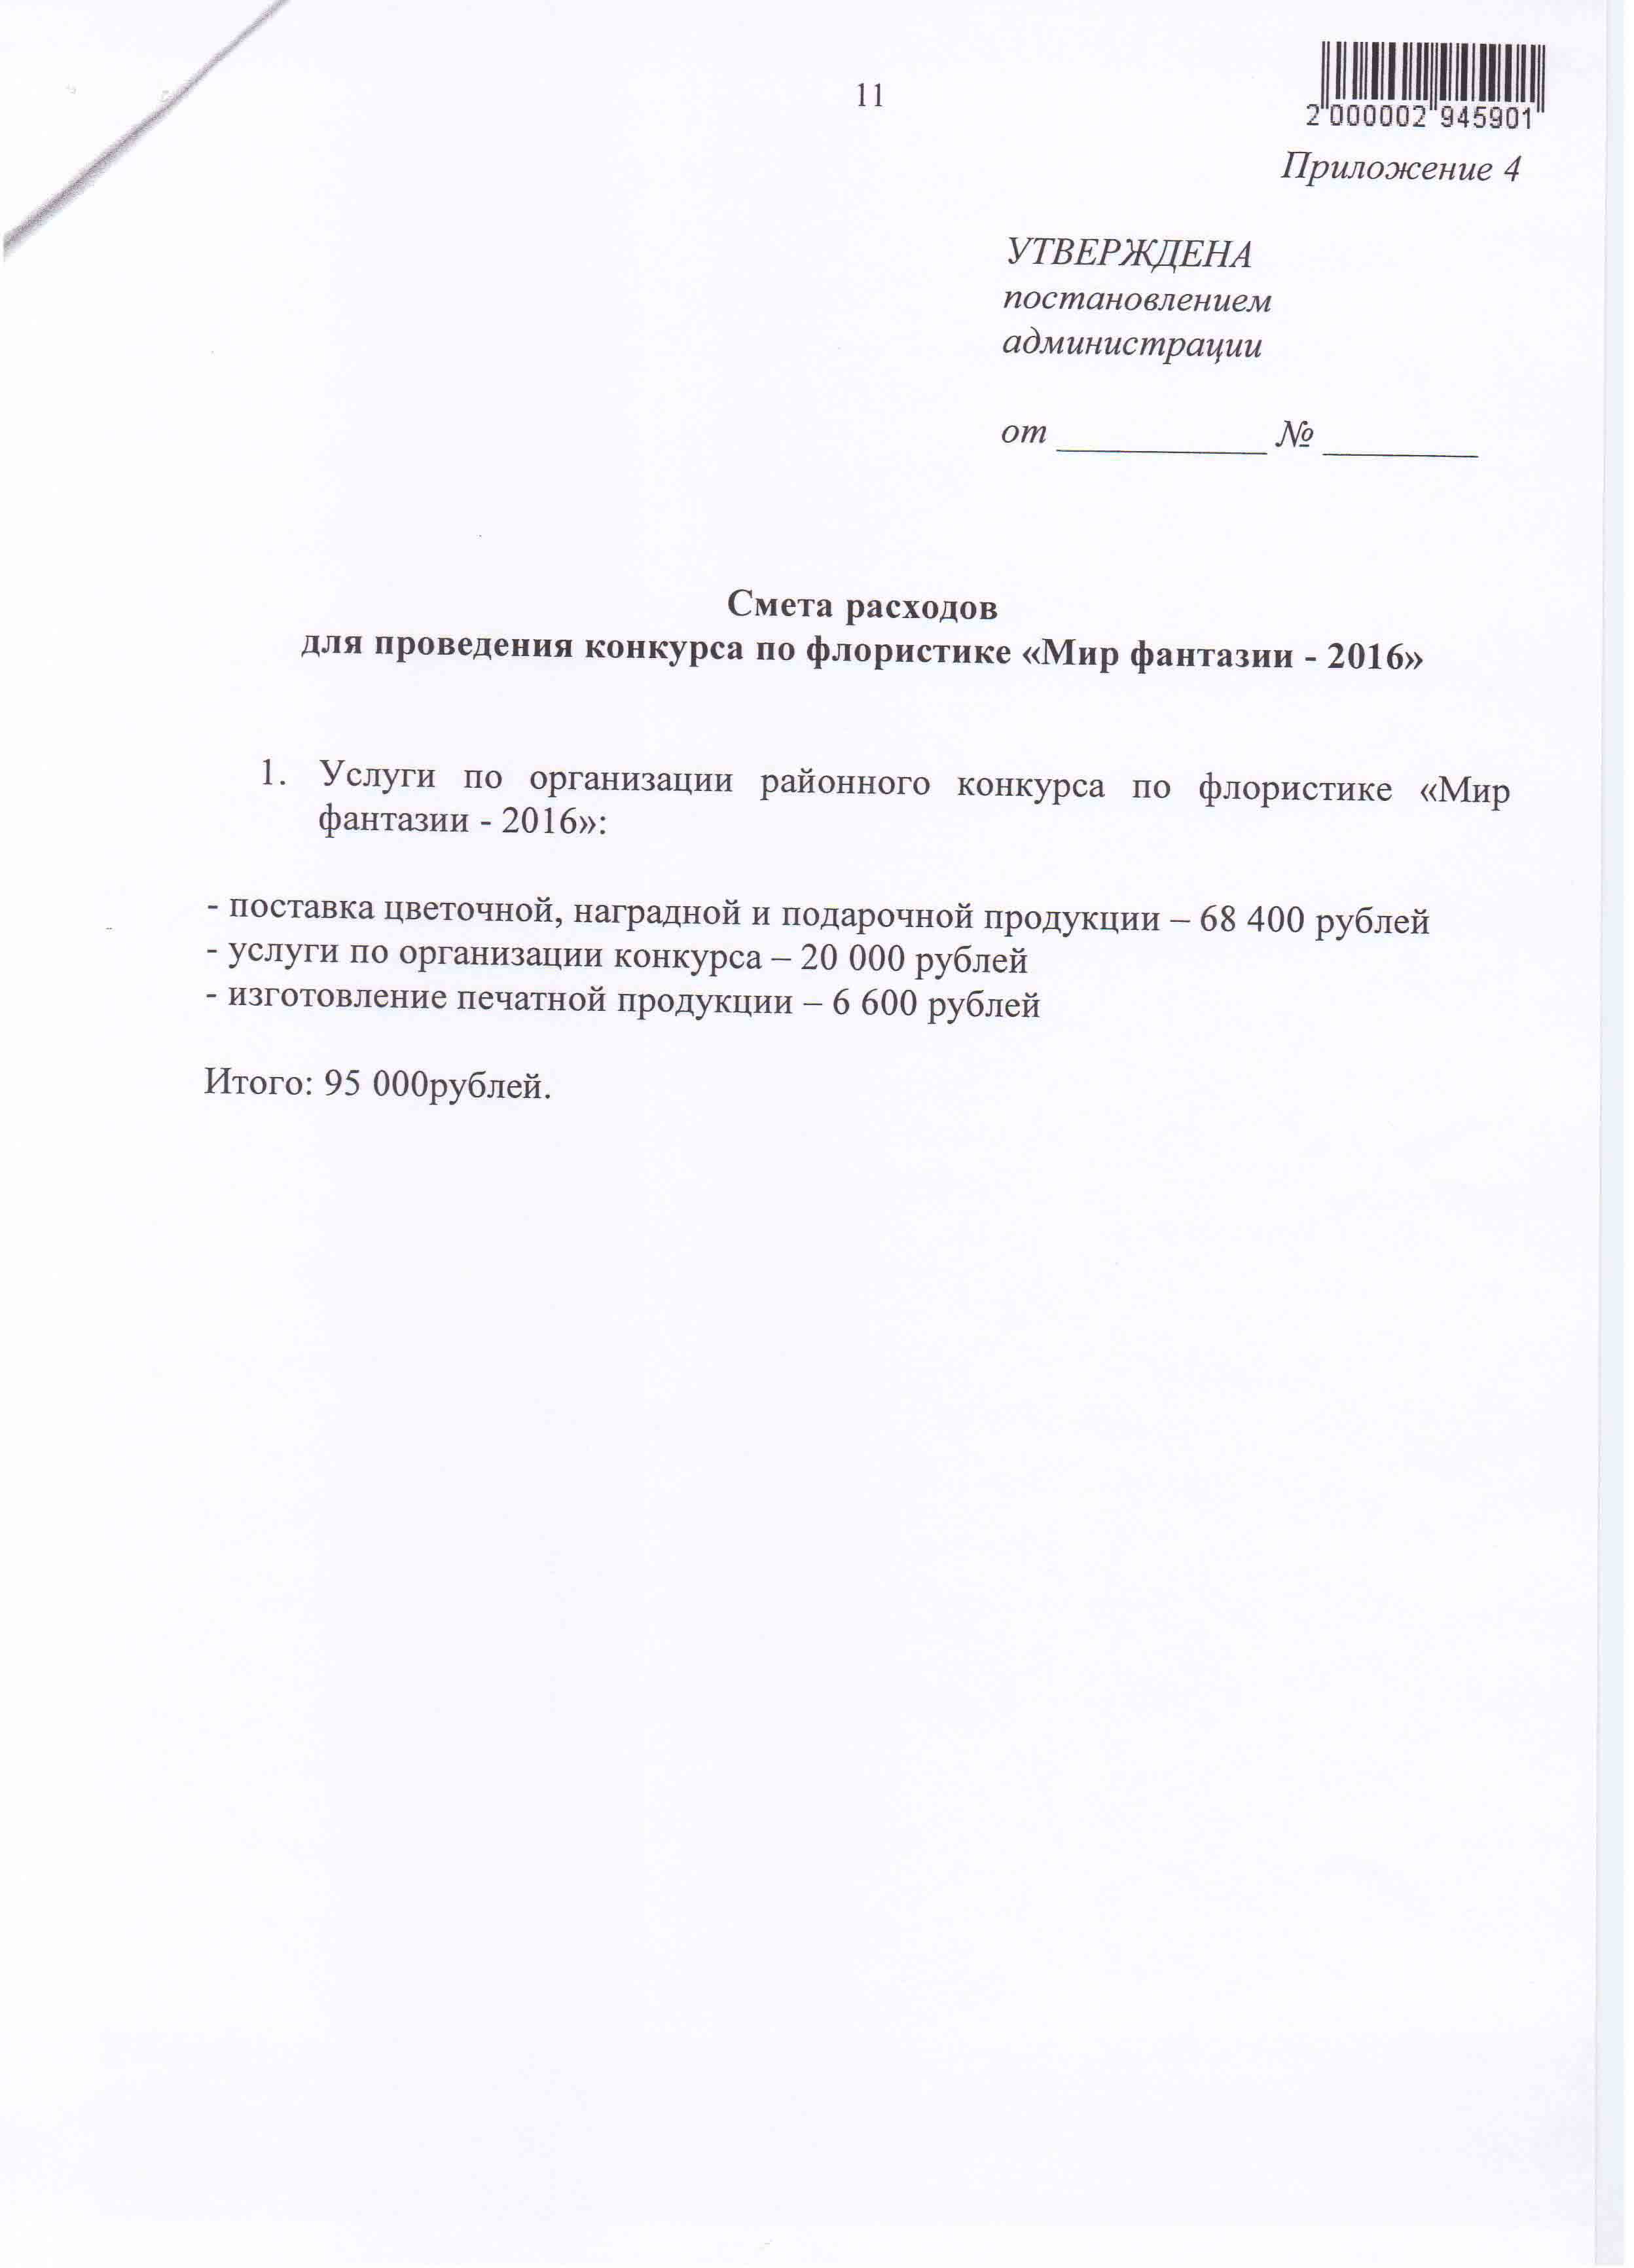 11
2 000002 945901
Приложение 4
УТВЕРЖДЕНА
постановлением
администрации
от ____________ № _________
Смета расходов
для проведения конкурса по флористике «Мир фантазии - 2016»
1. Услуги по организации районного конкурса по флористике «Мир
фантазии - 2016»:
- поставка цветочной, наградной и подарочной продукции – 68 400 рублей
- услуги по организации конкурса – 20 000 рублей
- изготовление печатной продукции – 6 600 рублей
Итого: 95 000рублей.